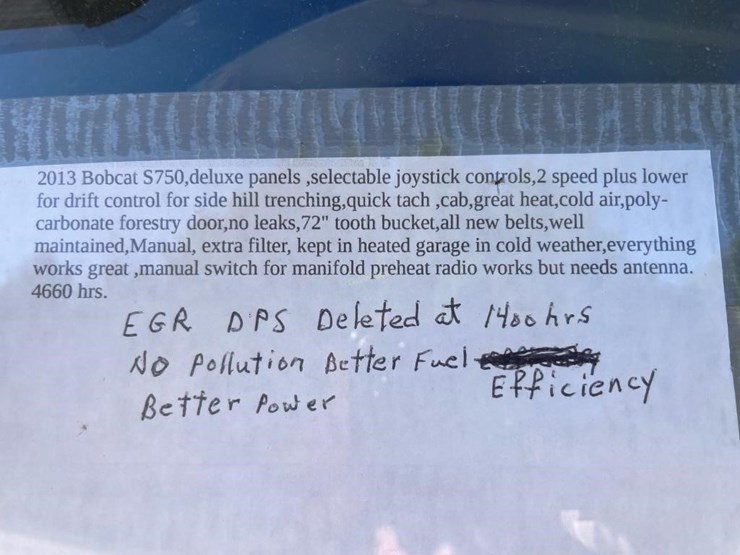 2013 Bobcat S750,deluxe panels ,selectable joystick controls,2 speed plus lower
for drift control for side hill trenching,quick tach ,cab,great heat,cold air,poly-
carbonate forestry door,no leaks,72" tooth bucket,all new belts,well
maintained,Manual, extra filter, kept in heated garage in cold weather,everything
works great ,manual switch for manifold preheat radio works but needs antenna.
4660 hrs.
EGR DPS Deleted at 1400 hrs
No Pollution Better Fuel
Efficiency
Better Power